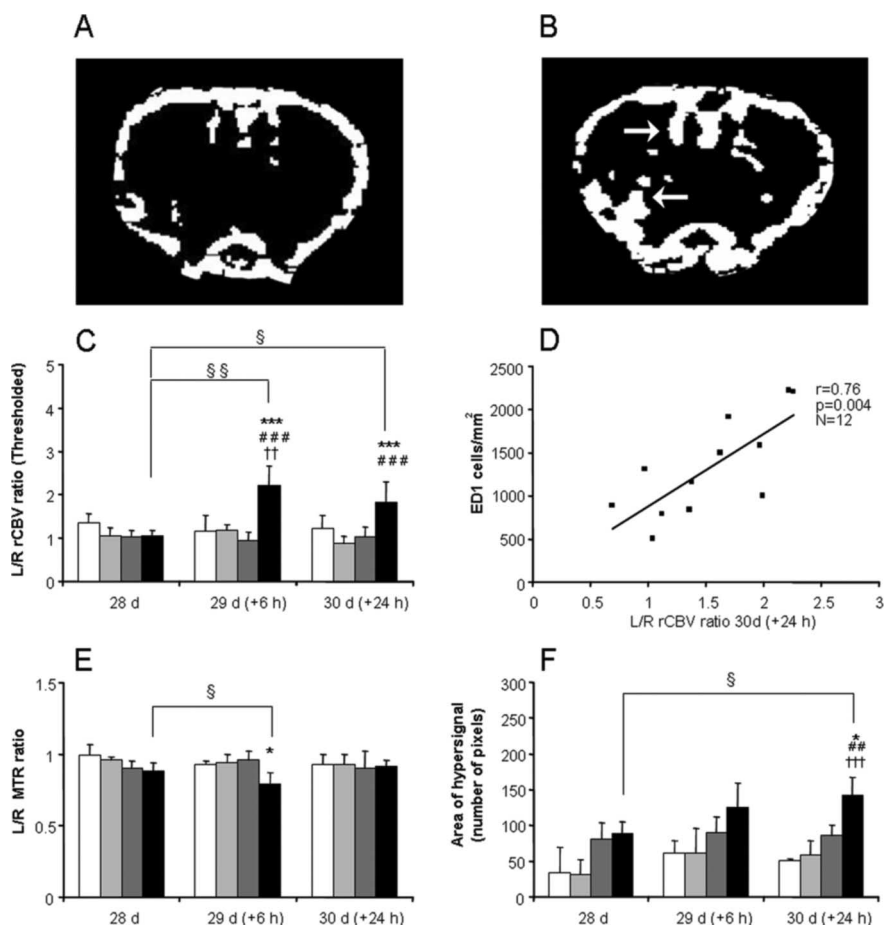 A
B
C
L/R rCBV ratio (Thresholded)
5
4
3
2
1
0
§
§ §
***
###
††
***
###
28 d
29 d (+6 h)
30 d (+24 h)
D
ED1 cells/mm²
2500
2000
1500
1000
500
0
r=0.76
p=0.004
N=12
0
0.5
1
1.5
2
2.5
3
L/R rCBV ratio 30d (+24 h)
E
L/R MTR ratio
1.5
1
0.5
0
§
*
28 d
29 d (+6 h)
30 d (+24 h)
F
Area of hypersignal
(number of pixels)
300
250
200
150
100
50
0
§
*
##
†††
28 d
29 d (+6 h)
30 d (+24 h)